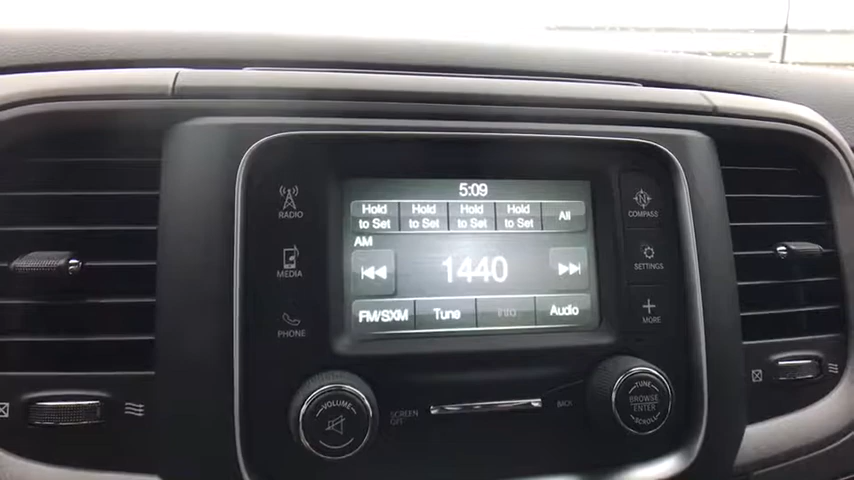 5:09
Hold to Set Hold to Set Hold to Set Hold to Set All
AM
1440
FM/SXM Tune Info Audio
RADIO
MEDIA
PHONE
COMPASS
SETTINGS
MORE
VOLUME
SCREEN OFF
BACK
TUNE
BROWSE
ENTER
SCROLL